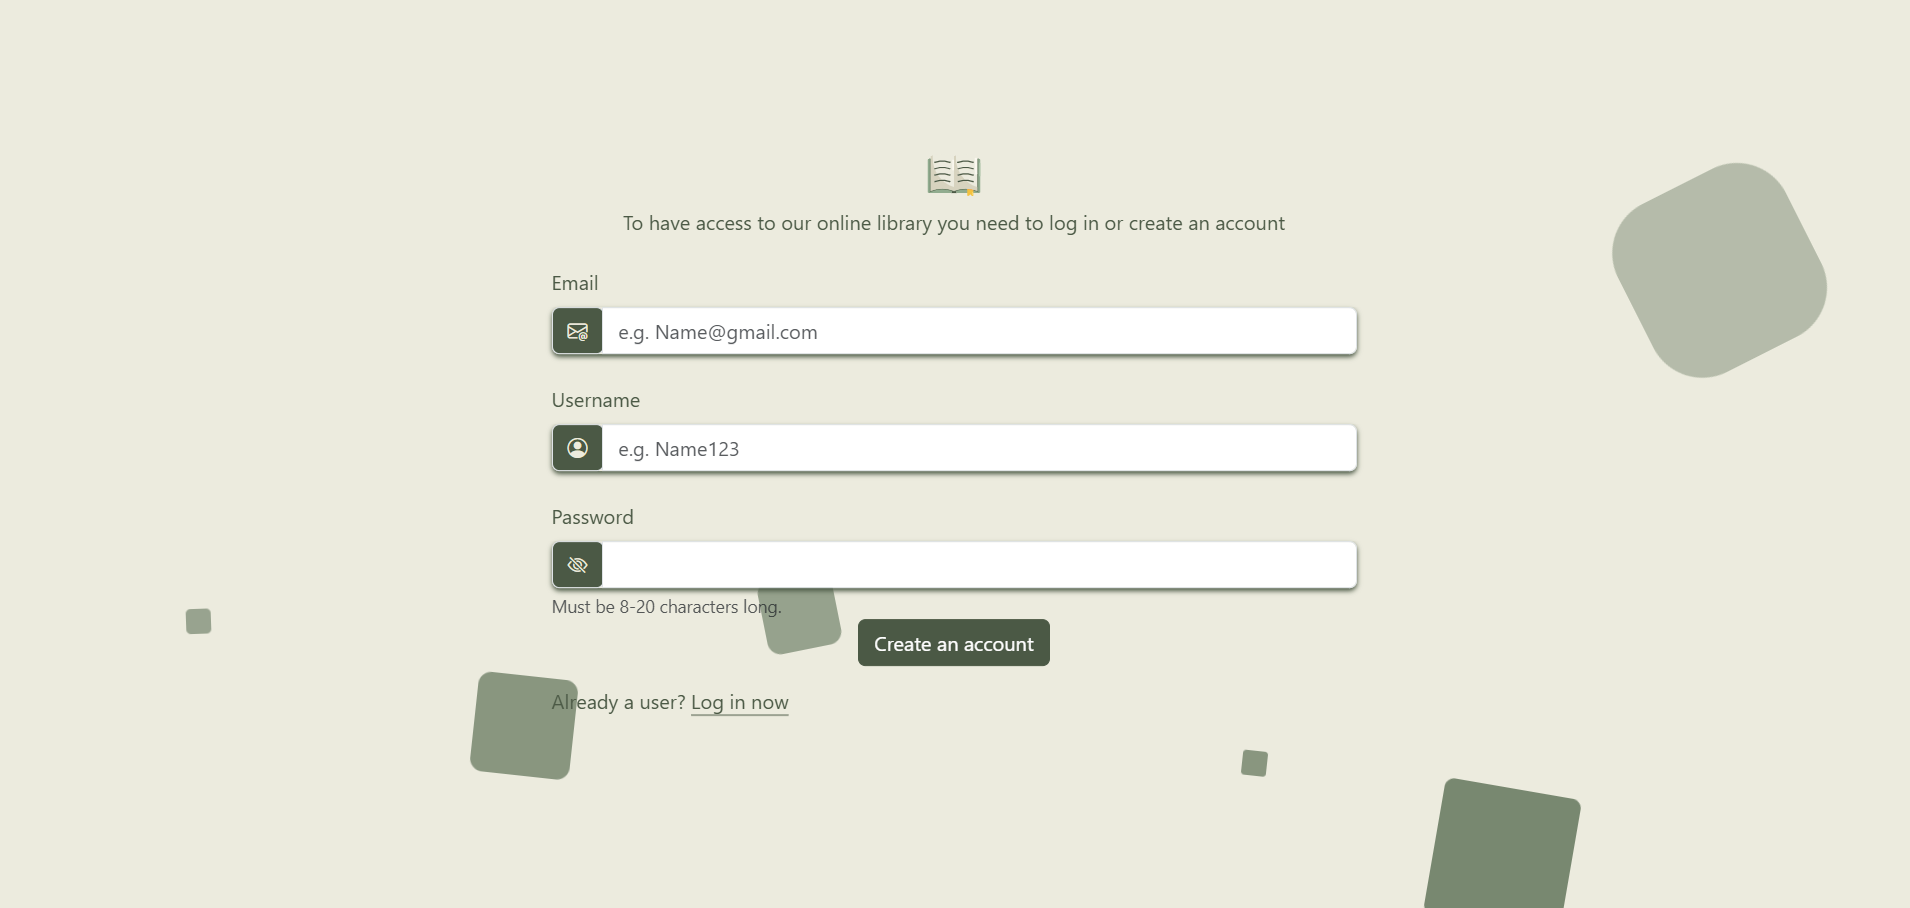 To have access to our online library you need to log in or create an account
Email
e.g. Name@gmail.com
Username
e.g. Name123
Password
Must be 8-20 characters long.
Create an account
Already a user? Log in now